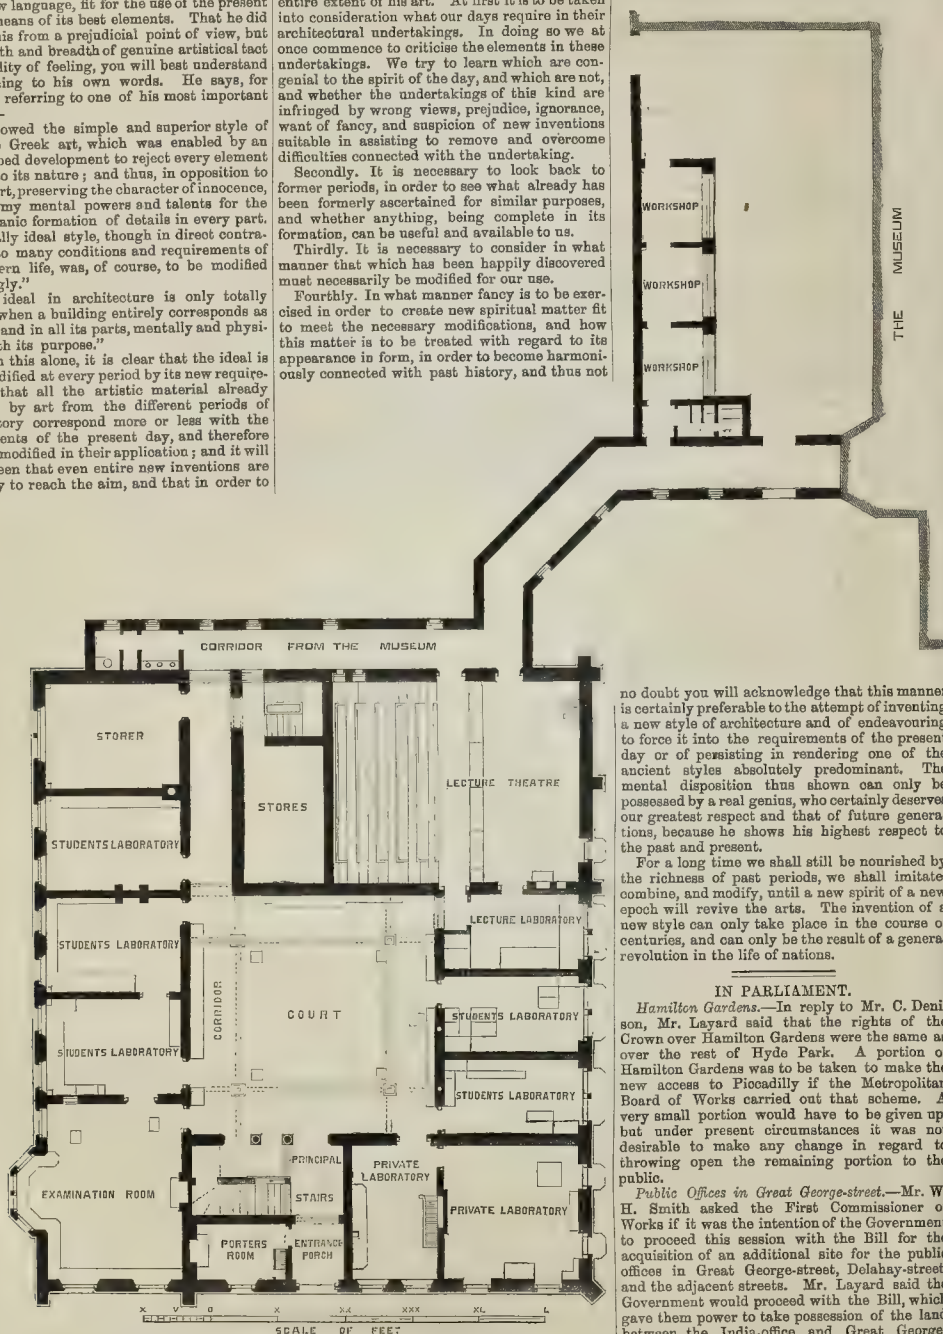 w language, fit for the use of the present
neans of its best elements. That he did
is from a prejudicial point of view, but
th and breadth of genuine artistical tact
lity of feeling, you will best understand
ning to his own words. He says, for
referring to one of his most important
—
owed the simple and superior style of
Greek art, which was enabled by an
ped development to reject every element
to its nature; and thus, in opposition to
rt, preserving the character of innocence,
my mental powers and talents for the
anic formation of details in every part.
lly ideal style, though in direct contra-
to many conditions and requirements of
ern life, was, of course, to be modified
gly."
ideal in architecture is only totally
when a building entirely corresponds as
and in all its parts, mentally and physi-
th its purpose."
n this alone, it is clear that the ideal is
dified at every period by its new require-
that all the artistic material already
by art from the different periods of
tory correspond more or less with the
ents of the present day, and therefore
modified in their application; and it will
een that even entire new inventions are
y to reach the aim, and that in order to
entire extent of his art. At first it is to be taken
into consideration what our days require in their
architectural undertakings. In doing so we at
once commence to criticise the elements in these
undertakings. We try to learn which are con-
genial to the spirit of the day, and which are not,
and whether the undertakings of this kind are
infringed by wrong views, prejudice, ignorance,
want of fancy, and suspicion of new inventions
suitable in assisting to remove and overcome
difficulties connected with the undertaking.
Secondly. It is necessary to look back to
former periods, in order to see what already has
been formerly ascertained for similar purposes,
and whether anything, being complete in its
formation, can be useful and available to us.
Thirdly. It is necessary to consider in what
manner that which has been happily discovered
must necessarily be modified for our use.
Fourthly. In what manner fancy is to be exer-
cised in order to create new spiritual matter fit
to meet the necessary modifications, and how
this matter is to be treated with regard to its
appearance in form, in order to become harmoni-
ously connected with past history, and thus not
WORKSHOP
WORKSHOP
WORKSHOP
THE MUSEUM
CORRIDOR FROM THE MUSEUM
STORER
STORES
LECTURE THEATRE
STUDENTS LABORATORY
STUDENTS LABORATORY
STUDENTS LABORATORY
CORRIDOR
COURT
LECTURE LABORATORY
STUDENTS LABORATORY
STUDENTS LABORATORY
EXAMINATION ROOM
PRINCIPAL
STAIRS
PRIVATE
LABORATORY
PRIVATE LABORATORY
PORTERS
ROOM
ENTRANCE
PORCH
X V 0 X XX XXX XL L
SCALE OF FEET
no doubt you will acknowledge that this manner
is certainly preferable to the attempt of inventing
a new style of architecture and of endeavouring
to force it into the requirements of the present
day or of persisting in rendering one of the
ancient styles absolutely predominant. The
mental disposition thus shown can only be
possessed by a real genius, who certainly deserves
our greatest respect and that of future genera
tions, because he shows his highest respect to
the past and present.
For a long time we shall still be nourished by
the richness of past periods, we shall imitate
combine, and modify, until a new spirit of a new
epoch will revive the arts. The invention of a
new style can only take place in the course o
centuries, and can only be the result of a genera
revolution in the life of nations.
IN PARLIAMENT.
Hamilton Gardens.—In reply to Mr. C. Deni
son, Mr. Layard said that the rights of the
Crown over Hamilton Gardens were the same a
over the rest of Hyde Park. A portion o
Hamilton Gardens was to be taken to make the
new access to Piccadilly if the Metropolitan
Board of Works carried out that scheme. A
very small portion would have to be given up
but under present circumstances it was no
desirable to make any change in regard to
throwing open the remaining portion to the
public.
Public Offices in Great George-street.—Mr. W
H. Smith asked the First Commissioner o
Works if it was the intention of the Government
to proceed this session with the Bill for the
acquisition of an additional site for the public
offices in Great George-street, Delahay-street
and the adjacent streets. Mr. Layard said the
Government would proceed with the Bill, which
gave them power to take possession of the land
between the India-office and Great George